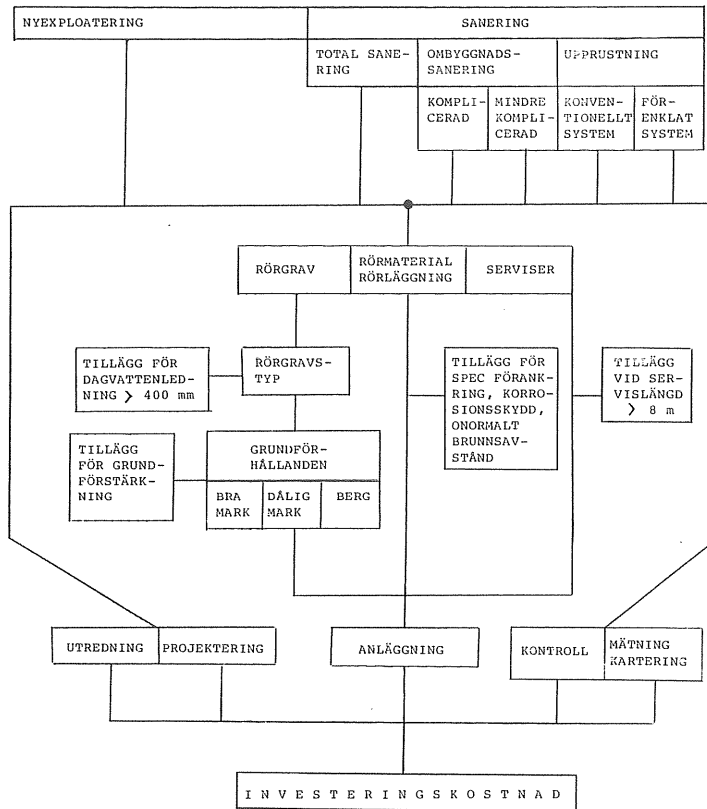 NYEXPLOATERING
SANERING
TOTAL SANE-
RING
OMBYGGNADS-
SANERING
UPPRUSTNING
KOMPLI-
CERAD
MINDRE
KOMPLI-
CERAD
KONVEN-
TIONELLT
SYSTEM
FÖR-
ENKLAT
SYSTEM
RÖRGRAV
RÖRMATERIAL
RÖRLÄGGNING
SERVISER
TILLÄGG FÖR
DAGVATTENLED-
NING > 400 mm
RÖRGRAVS-
TYP
TILLÄGG FÖR
SPEC FÖRANK-
RING, KORRO-
SIONSSKYDD,
ONORMALT
BRUNNSAV-
STÅND
TILLÄGG
VID SER-
VISLÄNGD
> 8 m
TILLÄGG
FÖR GRUND-
FÖRSTÄRK-
NING
GRUNDFÖR-
HÅLLANDEN
BRA
MARK
DÅLIG
MARK
BERG
UTREDNING
PROJEKTERING
ANLÄGGNING
KONTROLL
MÄTNING
KARTERING
INVESTERINGSKOSTNAD